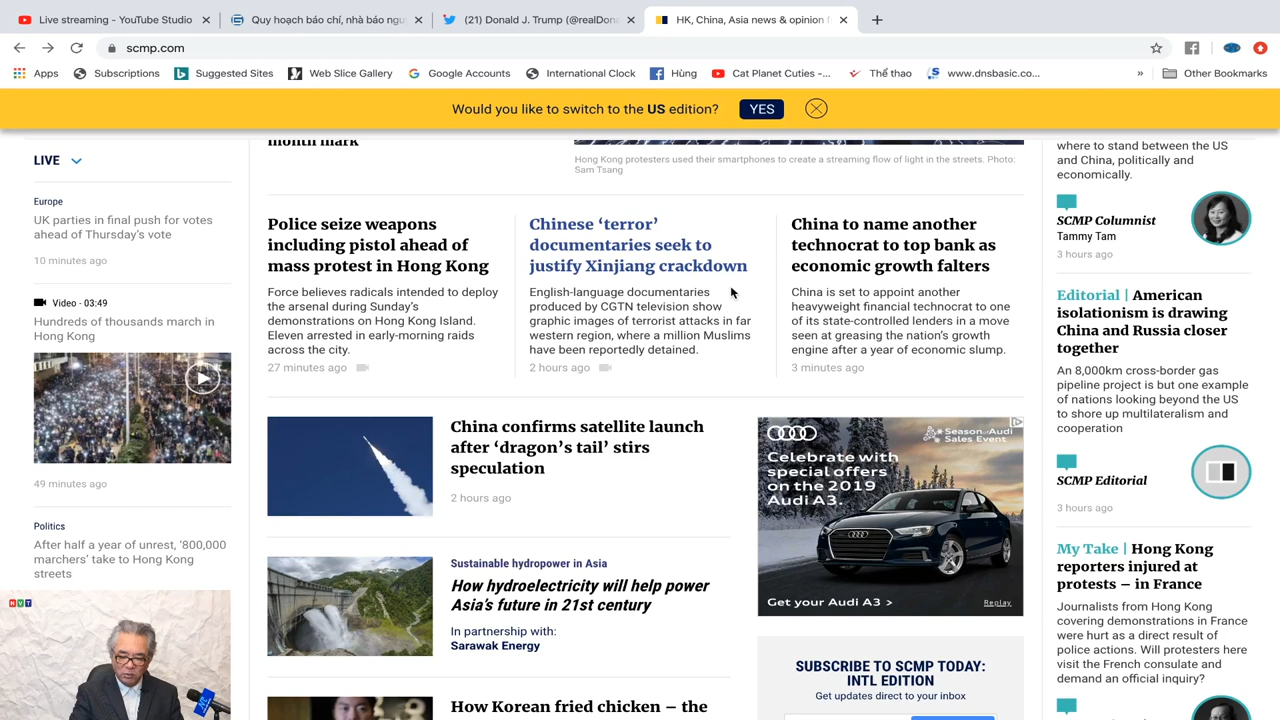 Live streaming - YouTube Studio
Quy hoạch báo chí, nhà báo ngu
(21) Donald J. Trump (@realDon
HK, China, Asia news & opinion f
scmp.com
Apps
Subscriptions
Suggested Sites
Web Slice Gallery
Google Accounts
International Clock
Hùng
Cat Planet Cuties -...
Thể thao
www.dnsbasic.co...
»
Other Bookmarks
Would you like to switch to the US edition?
YES
LIVE
Europe
UK parties in final push for votes
ahead of Thursday's vote
10 minutes ago
Video - 03:49
Hundreds of thousands march in
Hong Kong
49 minutes ago
Politics
After half a year of unrest, '800,000
marchers' take to Hong Kong
streets
HVT
month mark
Hong Kong protesters used their smartphones to create a streaming flow of light in the streets. Photo:
Sam Tsang
Police seize weapons
including pistol ahead of
mass protest in Hong Kong
Force believes radicals intended to deploy
the arsenal during Sunday's
demonstrations on Hong Kong Island.
Eleven arrested in early-morning raids
across the city.
27 minutes ago
Chinese ‘terror’
documentaries seek to
justify Xinjiang crackdown
English-language documentaries
produced by CGTN television show
graphic images of terrorist attacks in far
western region, where a million Muslims
have been reportedly detained.
2 hours ago
China to name another
technocrat to top bank as
economic growth falters
China is set to appoint another
heavyweight financial technocrat to one
of its state-controlled lenders in a move
seen at greasing the nation's growth
engine after a year of economic slump.
3 minutes ago
China confirms satellite launch
after ‘dragon’s tail’ stirs
speculation
2 hours ago
Sustainable hydropower in Asia
How hydroelectricity will help power
Asia’s future in 21st century
In partnership with:
Sarawak Energy
How Korean fried chicken – the
Season of Audi
Sales Event
Celebrate with
special offers
on the 2019
Audi A3.
Get your Audi A3 >
Replay
SUBSCRIBE TO SCMP TODAY:
INTL EDITION
Get updates direct to your inbox
where to stand between the US
and China, politically and
economically.
SCMP Columnist
Tammy Tam
3 hours ago
Editorial | American
isolationism is drawing
China and Russia closer
together
An 8,000km cross-border gas
pipeline project is but one example
of nations looking beyond the US
to shore up multilateralism and
cooperation
SCMP Editorial
3 hours ago
My Take | Hong Kong
reporters injured at
protests – in France
Journalists from Hong Kong
covering demonstrations in France
were hurt as a direct result of
police actions. Will protesters here
visit the French consulate and
demand an official inquiry?